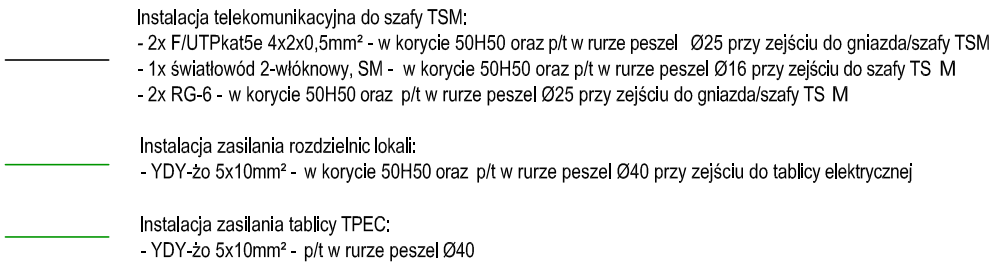 Instalacja telekomunikacyjna do szafy TSM:
- 2x F/UTPkat5e 4x2x0,5mm² - w korycie 50H50 oraz p/t w rurze peszel Ø25 przy zejściu do gniazda/szafy TSM
- 1x światłowód 2-włóknowy, SM - w korycie 50H50 oraz p/t w rurze peszel Ø16 przy zejściu do szafy TS M
- 2x RG-6 - w korycie 50H50 oraz p/t w rurze peszel Ø25 przy zejściu do gniazda/szafy TS M
Instalacja zasilania rozdzielnic lokali:
- YDY-żo 5x10mm² - w korycie 50H50 oraz p/t w rurze peszel Ø40 przy zejściu do tablicy elektrycznej
Instalacja zasilania tablicy TPEC:
- YDY-żo 5x10mm² - p/t w rurze peszel Ø40